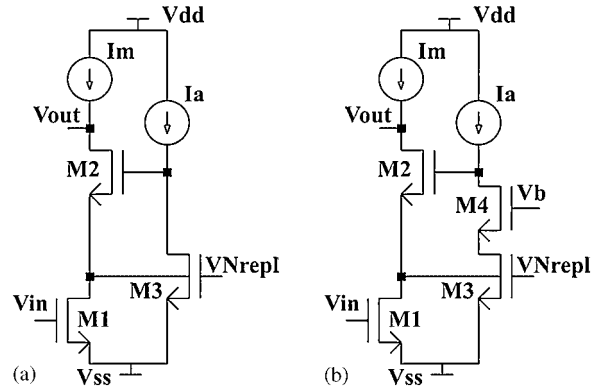 Vdd
Im
Ia
Vout
M2
VNrepl
M3
Vin
M1
Vss
(a)
Vdd
Im
Ia
Vout
M2
M4
Vb
VNrepl
M3
Vin
M1
Vss
(b)